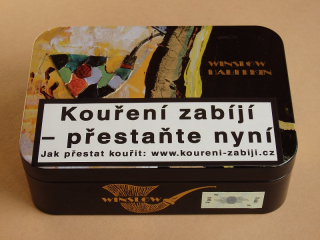 WINSLOW
HARLEKIN
Kouření zabíjí
– přestaňte nyní
Jak přestat kouřit: www.koureni-zabiji.cz
WINSLOW